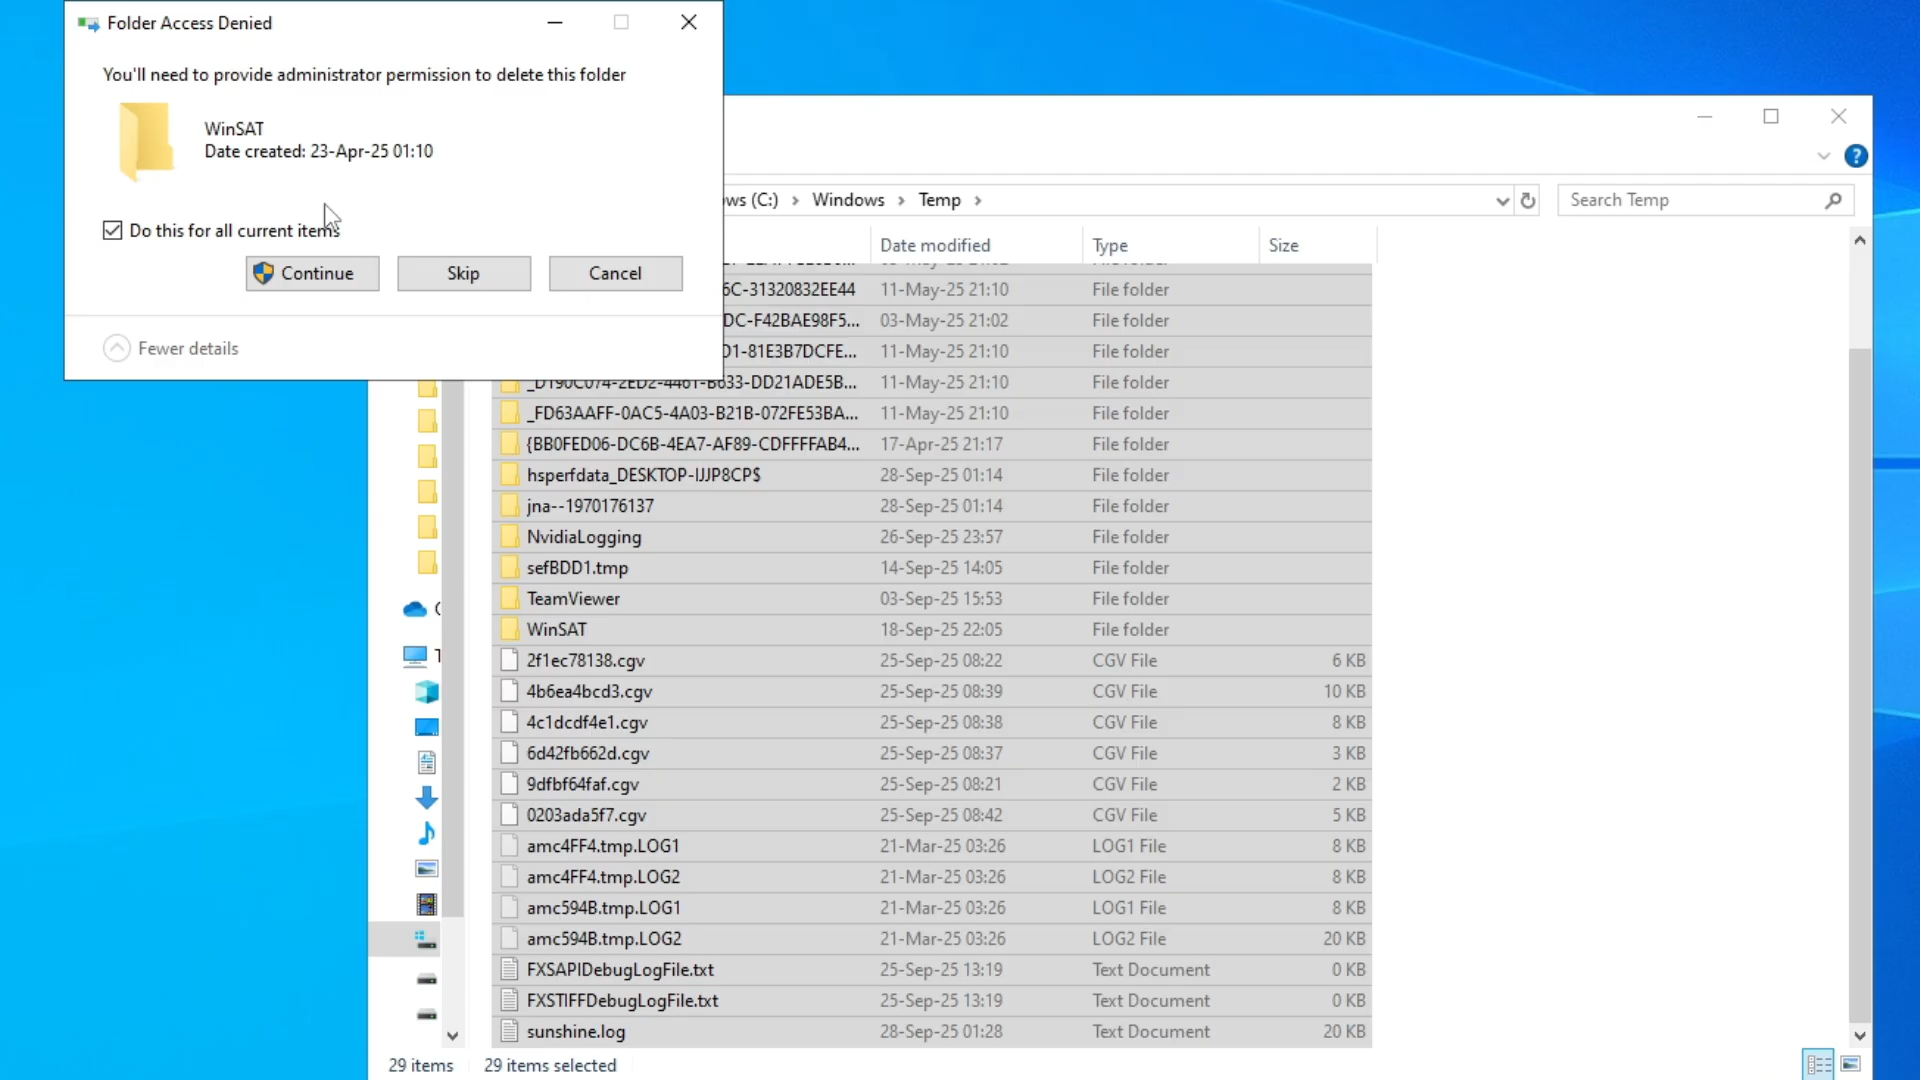 Folder Access Denied
You'll need to provide administrator permission to delete this folder
WinSAT
Date created: 23-Apr-25 01:10
Do this for all current items
Continue Skip Cancel
Fewer details
(C:) > Windows > Temp >
Search Temp
Date modified Type Size
6C-31320832EE44 11-May-25 21:10 File folder
DC-F42BAE98F5... 03-May-25 21:02 File folder
D1-81E3B7DCFE... 11-May-25 21:10 File folder
_D190C074-2ED2-4461-B633-DD21ADE5B... 11-May-25 21:10 File folder
_FD63AAFF-0AC5-4A03-B21B-072FE53BA... 11-May-25 21:10 File folder
{BB0FED06-DC6B-4EA7-AF89-CDFFFFAB4... 17-Apr-25 21:17 File folder
hsperfdata_DESKTOP-IJJP8CP$ 28-Sep-25 01:14 File folder
jna--1970176137 28-Sep-25 01:14 File folder
NvidiaLogging 26-Sep-25 23:57 File folder
sefBDD1.tmp 14-Sep-25 14:05 File folder
TeamViewer 03-Sep-25 15:53 File folder
WinSAT 18-Sep-25 22:05 File folder
2f1ec78138.cgv 25-Sep-25 08:22 CGV File 6 KB
4b6ea4bcd3.cgv 25-Sep-25 08:39 CGV File 10 KB
4c1dcdf4e1.cgv 25-Sep-25 08:38 CGV File 8 KB
6d42fb662d.cgv 25-Sep-25 08:37 CGV File 3 KB
9dfbf64faf.cgv 25-Sep-25 08:21 CGV File 2 KB
0203ada5f7.cgv 25-Sep-25 08:42 CGV File 5 KB
amc4FF4.tmp.LOG1 21-Mar-25 03:26 LOG1 File 8 KB
amc4FF4.tmp.LOG2 21-Mar-25 03:26 LOG2 File 8 KB
amc594B.tmp.LOG1 21-Mar-25 03:26 LOG1 File 8 KB
amc594B.tmp.LOG2 21-Mar-25 03:26 LOG2 File 20 KB
FXSAPIDebugLogFile.txt 25-Sep-25 13:19 Text Document 0 KB
FXSTIFFDebugLogFile.txt 25-Sep-25 13:19 Text Document 0 KB
sunshine.log 28-Sep-25 01:28 Text Document 20 KB
29 items 29 items selected